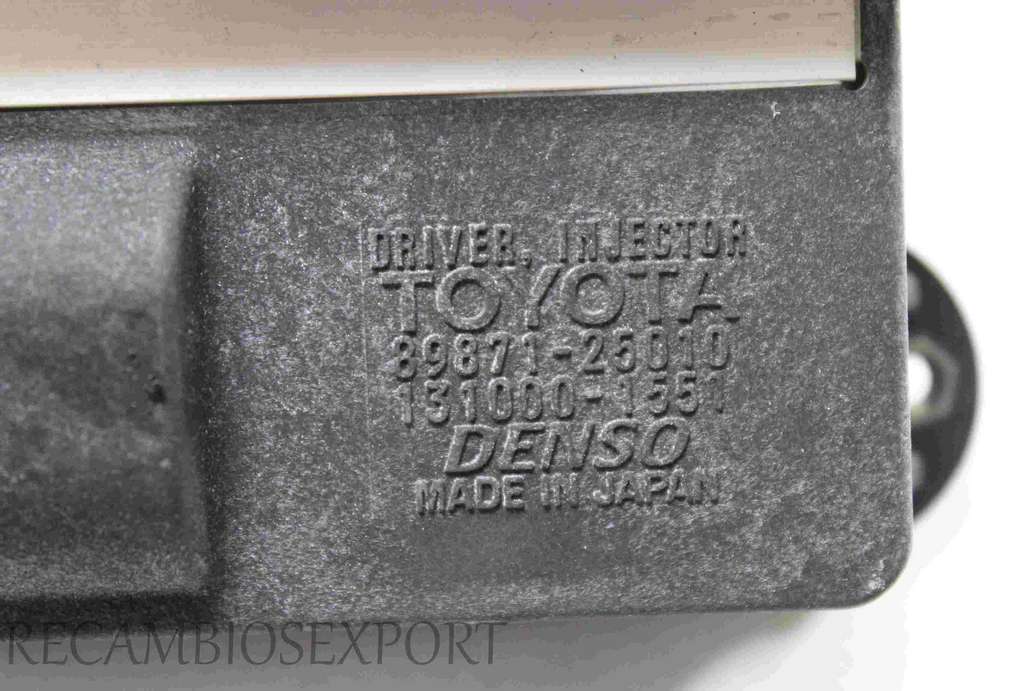 DRIVER, INJECTOR
TOYOTA
89871-26010
131000-1551
DENSO
MADE IN JAPAN
RECAMBIOSEXPORT